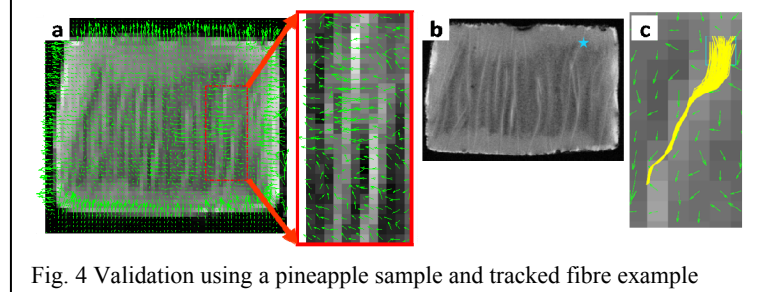 a
b
c
Fig. 4 Validation using a pineapple sample and tracked fibre example